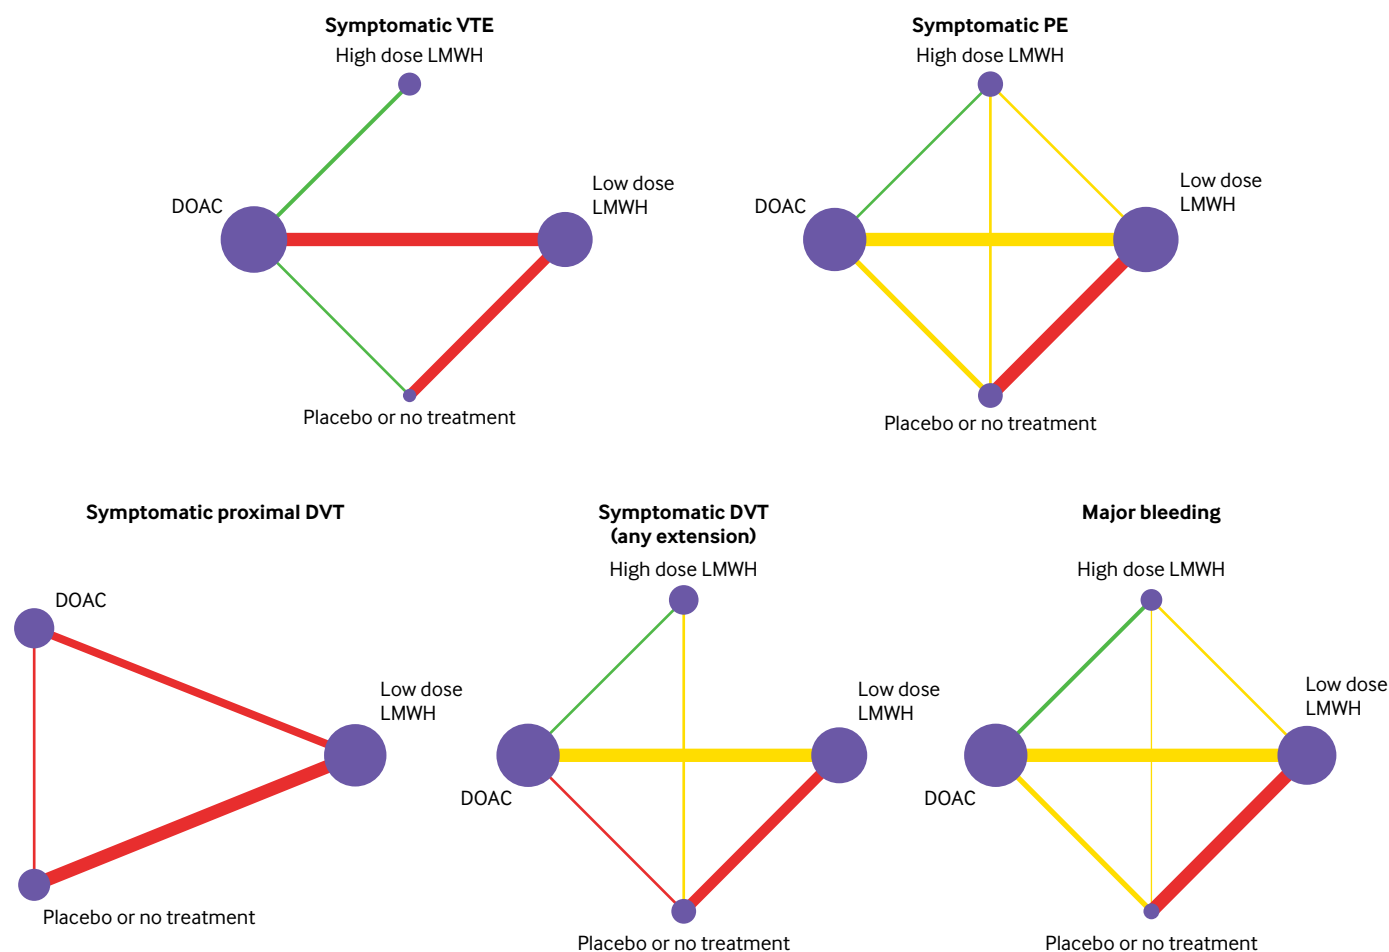 Symptomatic VTE
High dose LMWH
DOAC
Low dose
LMWH
Placebo or no treatment
Symptomatic PE
High dose LMWH
DOAC
Low dose
LMWH
Placebo or no treatment
Symptomatic proximal DVT
DOAC
Low dose
LMWH
Placebo or no treatment
Symptomatic DVT
(any extension)
High dose LMWH
Low dose
LMWH
DOAC
Placebo or no treatment
Major bleeding
High dose LMWH
Low dose
LMWH
DOAC
Placebo or no treatment